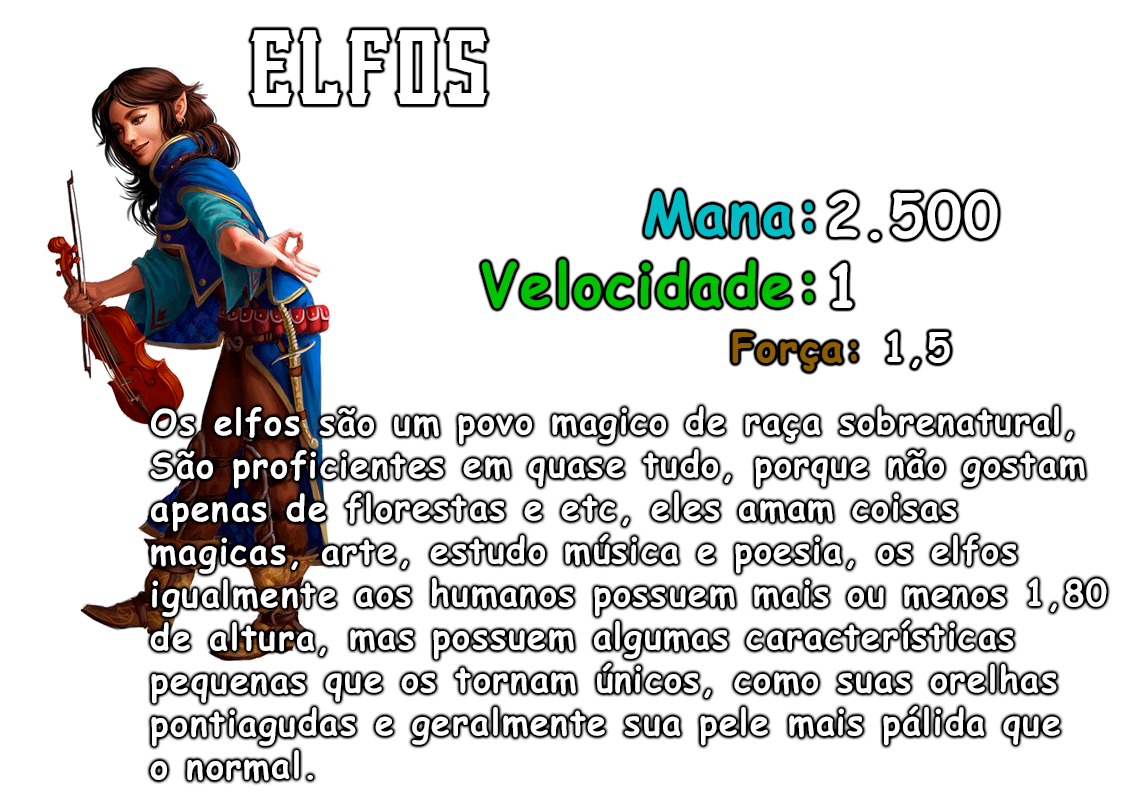 ELFOS
Mana:2.500
Velocidade:1
Força: 1,5
Os elfos são um povo magico de raça sobrenatural,
São proficientes em quase tudo, porque não gostam
apenas de florestas e etc, eles amam coisas
magicas, arte, estudo música e poesia, os elfos
igualmente aos humanos possuem mais ou menos 1,80
de altura, mas possuem algumas características
pequenas que os tornam únicos, como suas orelhas
pontiagudas e geralmente sua pele mais pálida que
o normal.